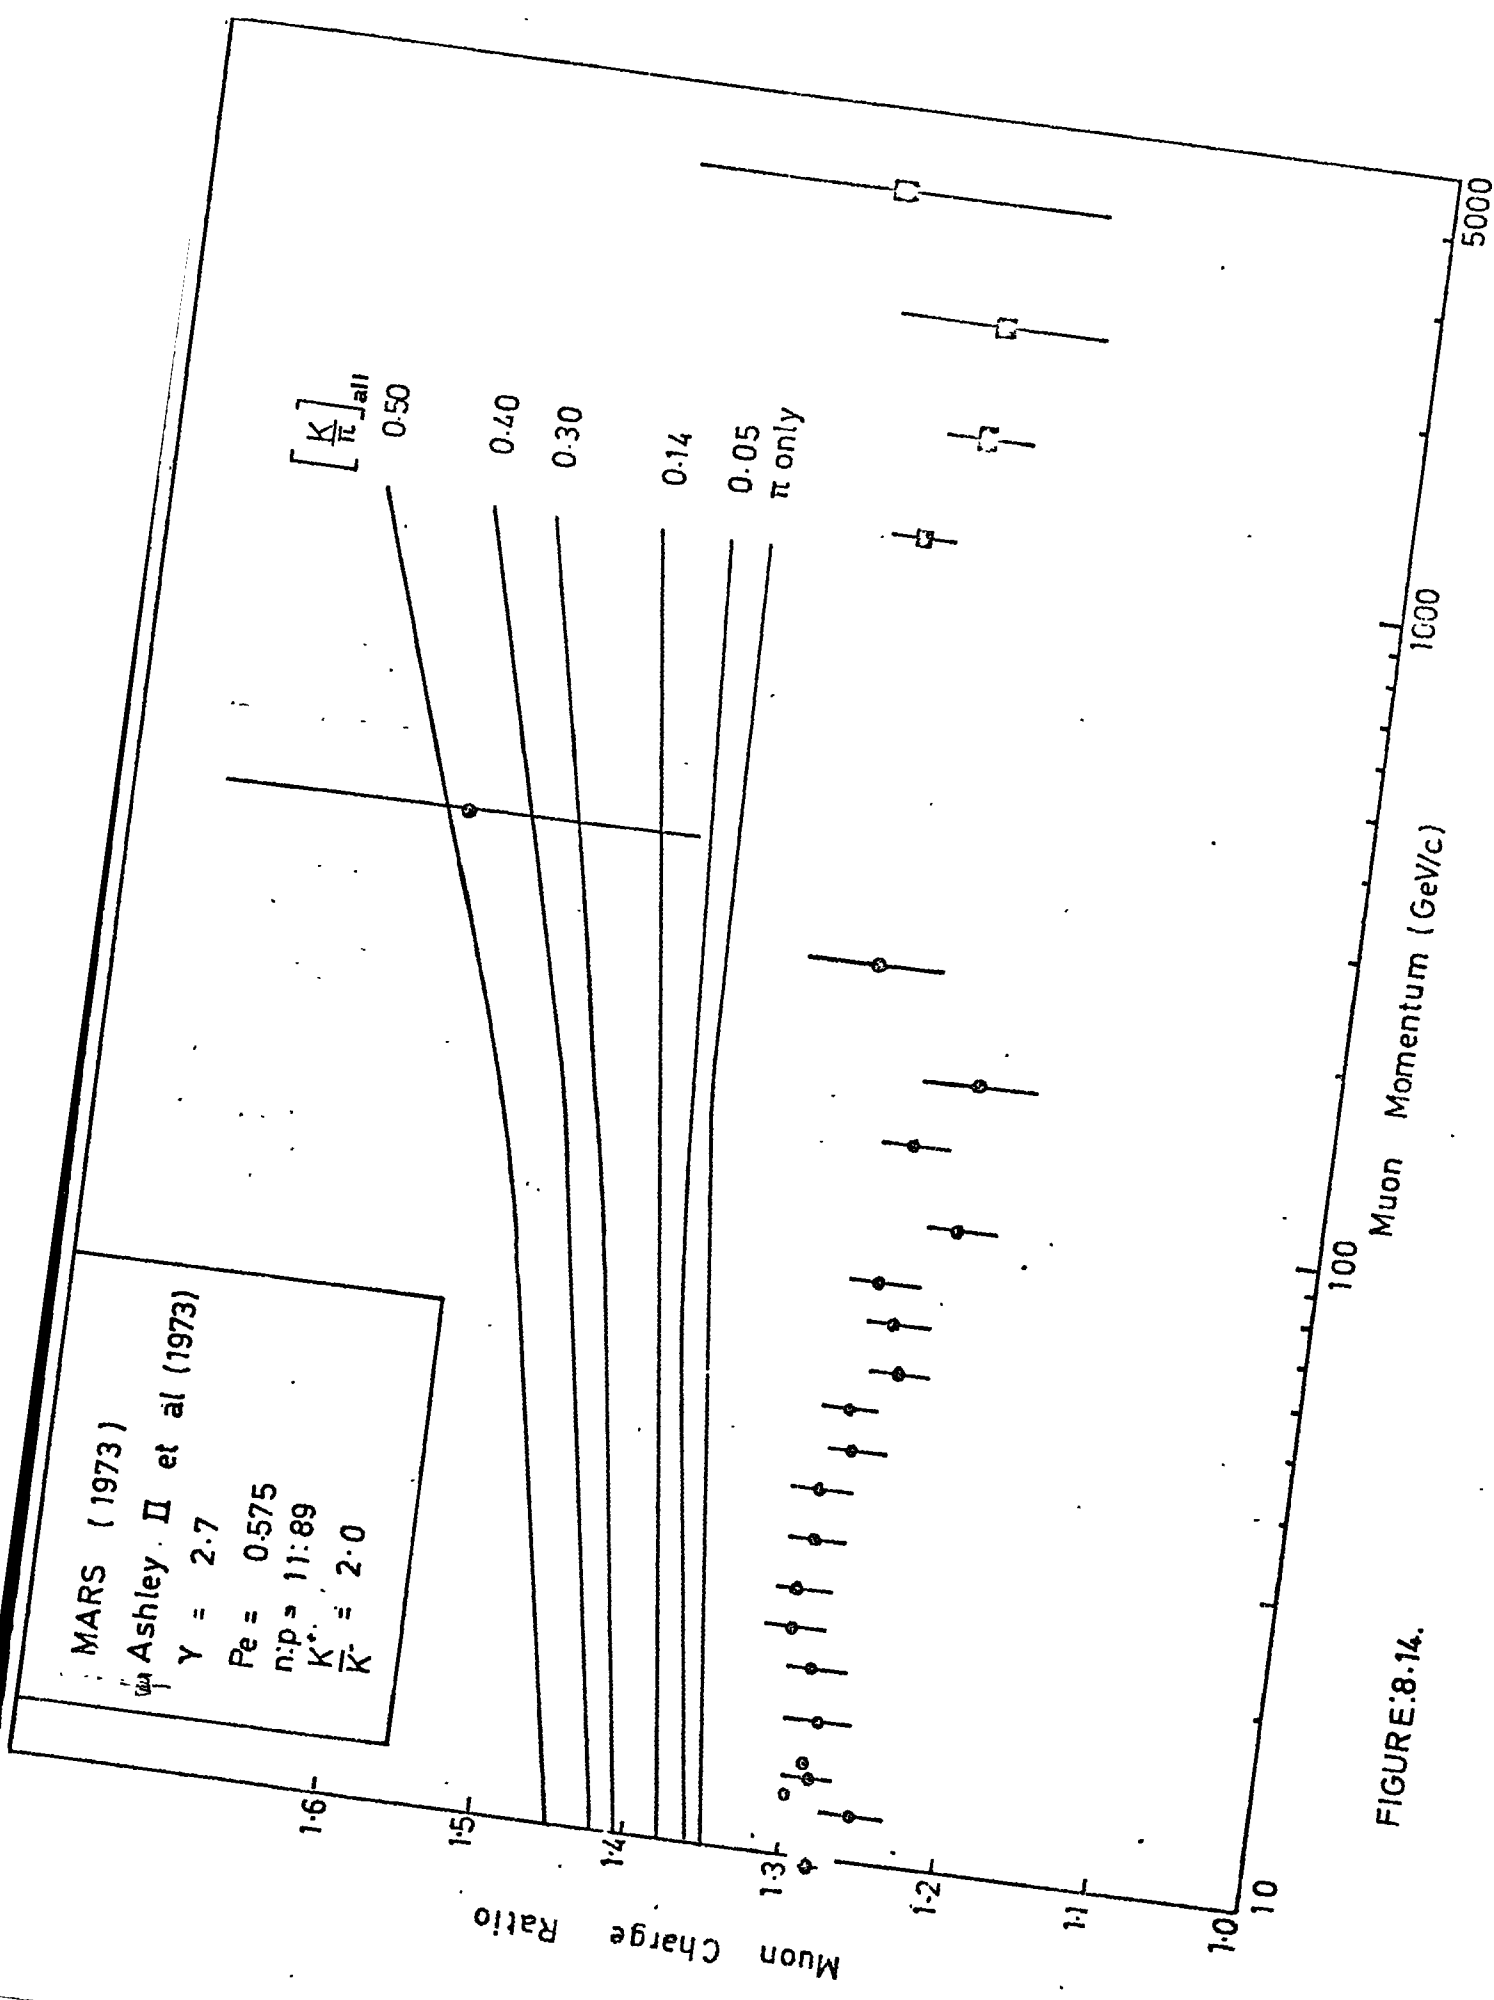 MARS (1973)
Ashley II et al (1973)
γ = 2.7
Pe = 0.575
n:p = 11:89
K⁺
K⁻ = 2.0
[K/π]all
0.50
0.40
0.30
0.14
0.05
π only
1.6
1.5
1.4
1.3
1.2
1.1
1.0
Muon Charge Ratio
10
100
1000
5000
Muon Momentum (GeV/c)
FIGURE:8.14.